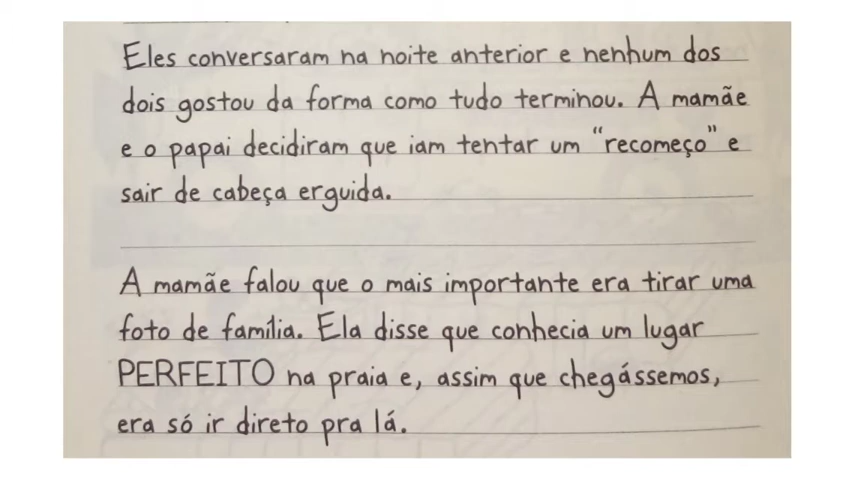 Eles conversaram na noite anterior e nenhum dos
dois gostou da forma como tudo terminou. A mamãe
e o papai decidiram que iam tentar um “recomeço” e
sair de cabeça erguida.
A mamãe falou que o mais importante era tirar uma
foto de família. Ela disse que conhecia um lugar
PERFEITO na praia e, assim que chegássemos,
era só ir direto pra lá.